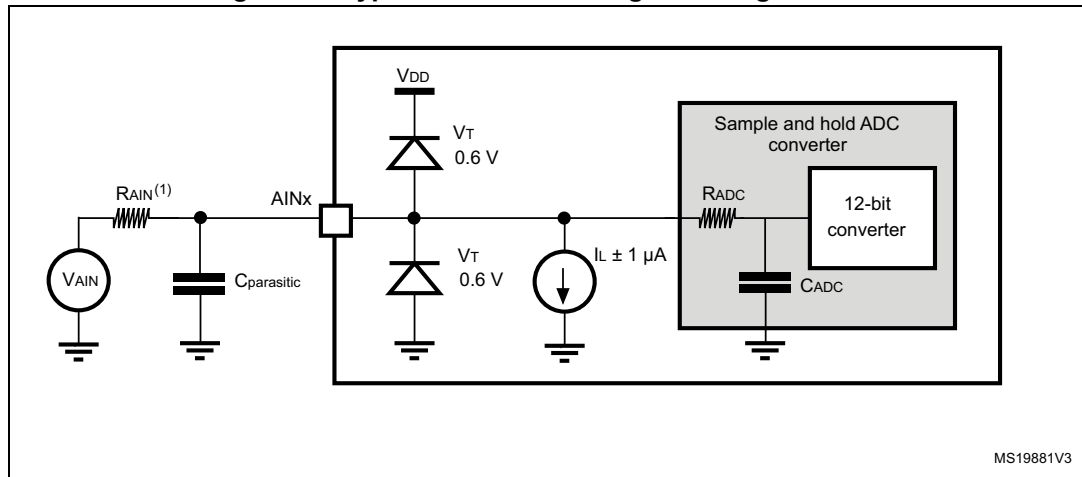 VDD
Sample and hold ADC
converter
VT
0.6 V
RAIN(1)
AINx
RADC
12-bit
converter
VT
0.6 V
IL ± 1 µA
VAIN
Cparasitic
CADC
MS19881V3